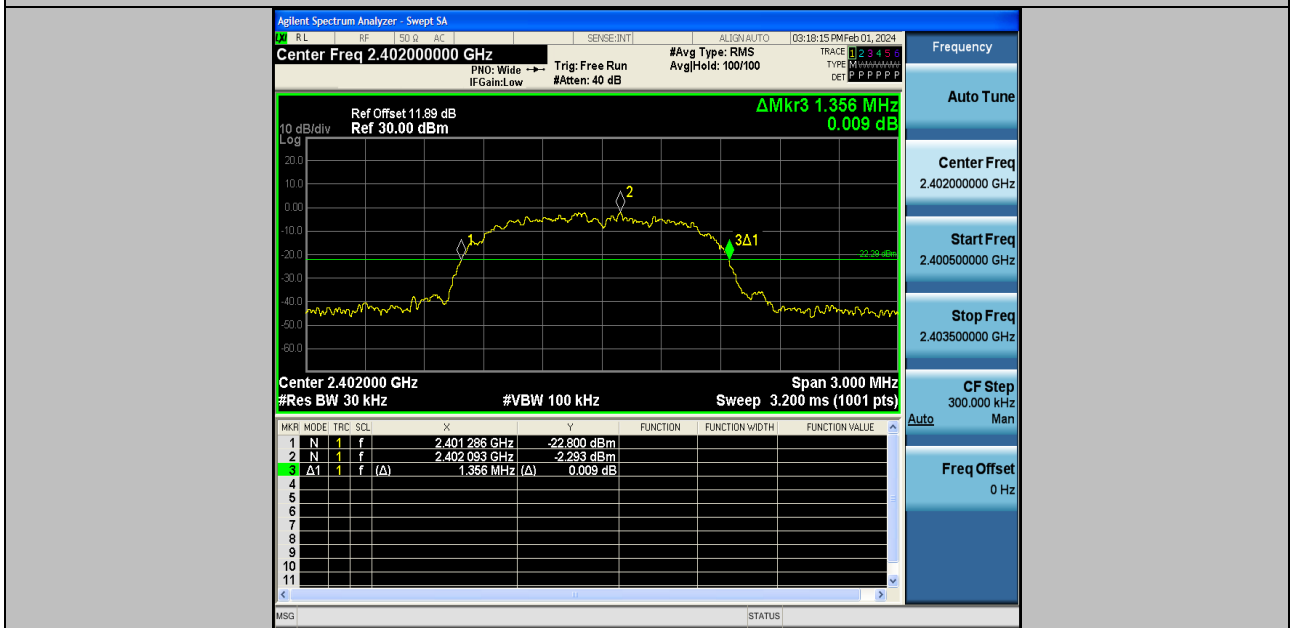 Agilent Spectrum Analyzer - Swept SA
RL RF 50 Ω AC SENSE:INT ALIGN AUTO 03:18:15 PM Feb 01, 2024
Center Freq 2.402000000 GHz
PNO: Wide
IFGain:Low
Trig: Free Run
#Atten: 40 dB
#Avg Type: RMS
Avg|Hold: 100/100
TRACE 1 2 3 4 5 6
TYPE M
DET P P P P P P
Frequency
Auto Tune
Center Freq
2.402000000 GHz
Start Freq
2.400500000 GHz
Stop Freq
2.403500000 GHz
CF Step
300.000 kHz
Auto Man
Freq Offset
0 Hz
ΔMkr3 1.356 MHz
0.009 dB
Ref Offset 11.89 dB
10 dB/div Ref 30.00 dBm
Log
20.0
10.0
0.00
-10.0
-20.0
-30.0
-40.0
-50.0
-60.0
1
2
3Δ1
-22.29 dBm
Center 2.402000 GHz Span 3.000 MHz
#Res BW 30 kHz #VBW 100 kHz Sweep 3.200 ms (1001 pts)
MKR MODE TRC SCL X Y FUNCTION FUNCTION WIDTH FUNCTION VALUE
1 N 1 f 2.401 286 GHz -22.800 dBm
2 N 1 f 2.402 093 GHz -2.293 dBm
3 Δ1 1 f (Δ) 1.356 MHz (Δ) 0.009 dB
4
5
6
7
8
9
10
11
MSG STATUS